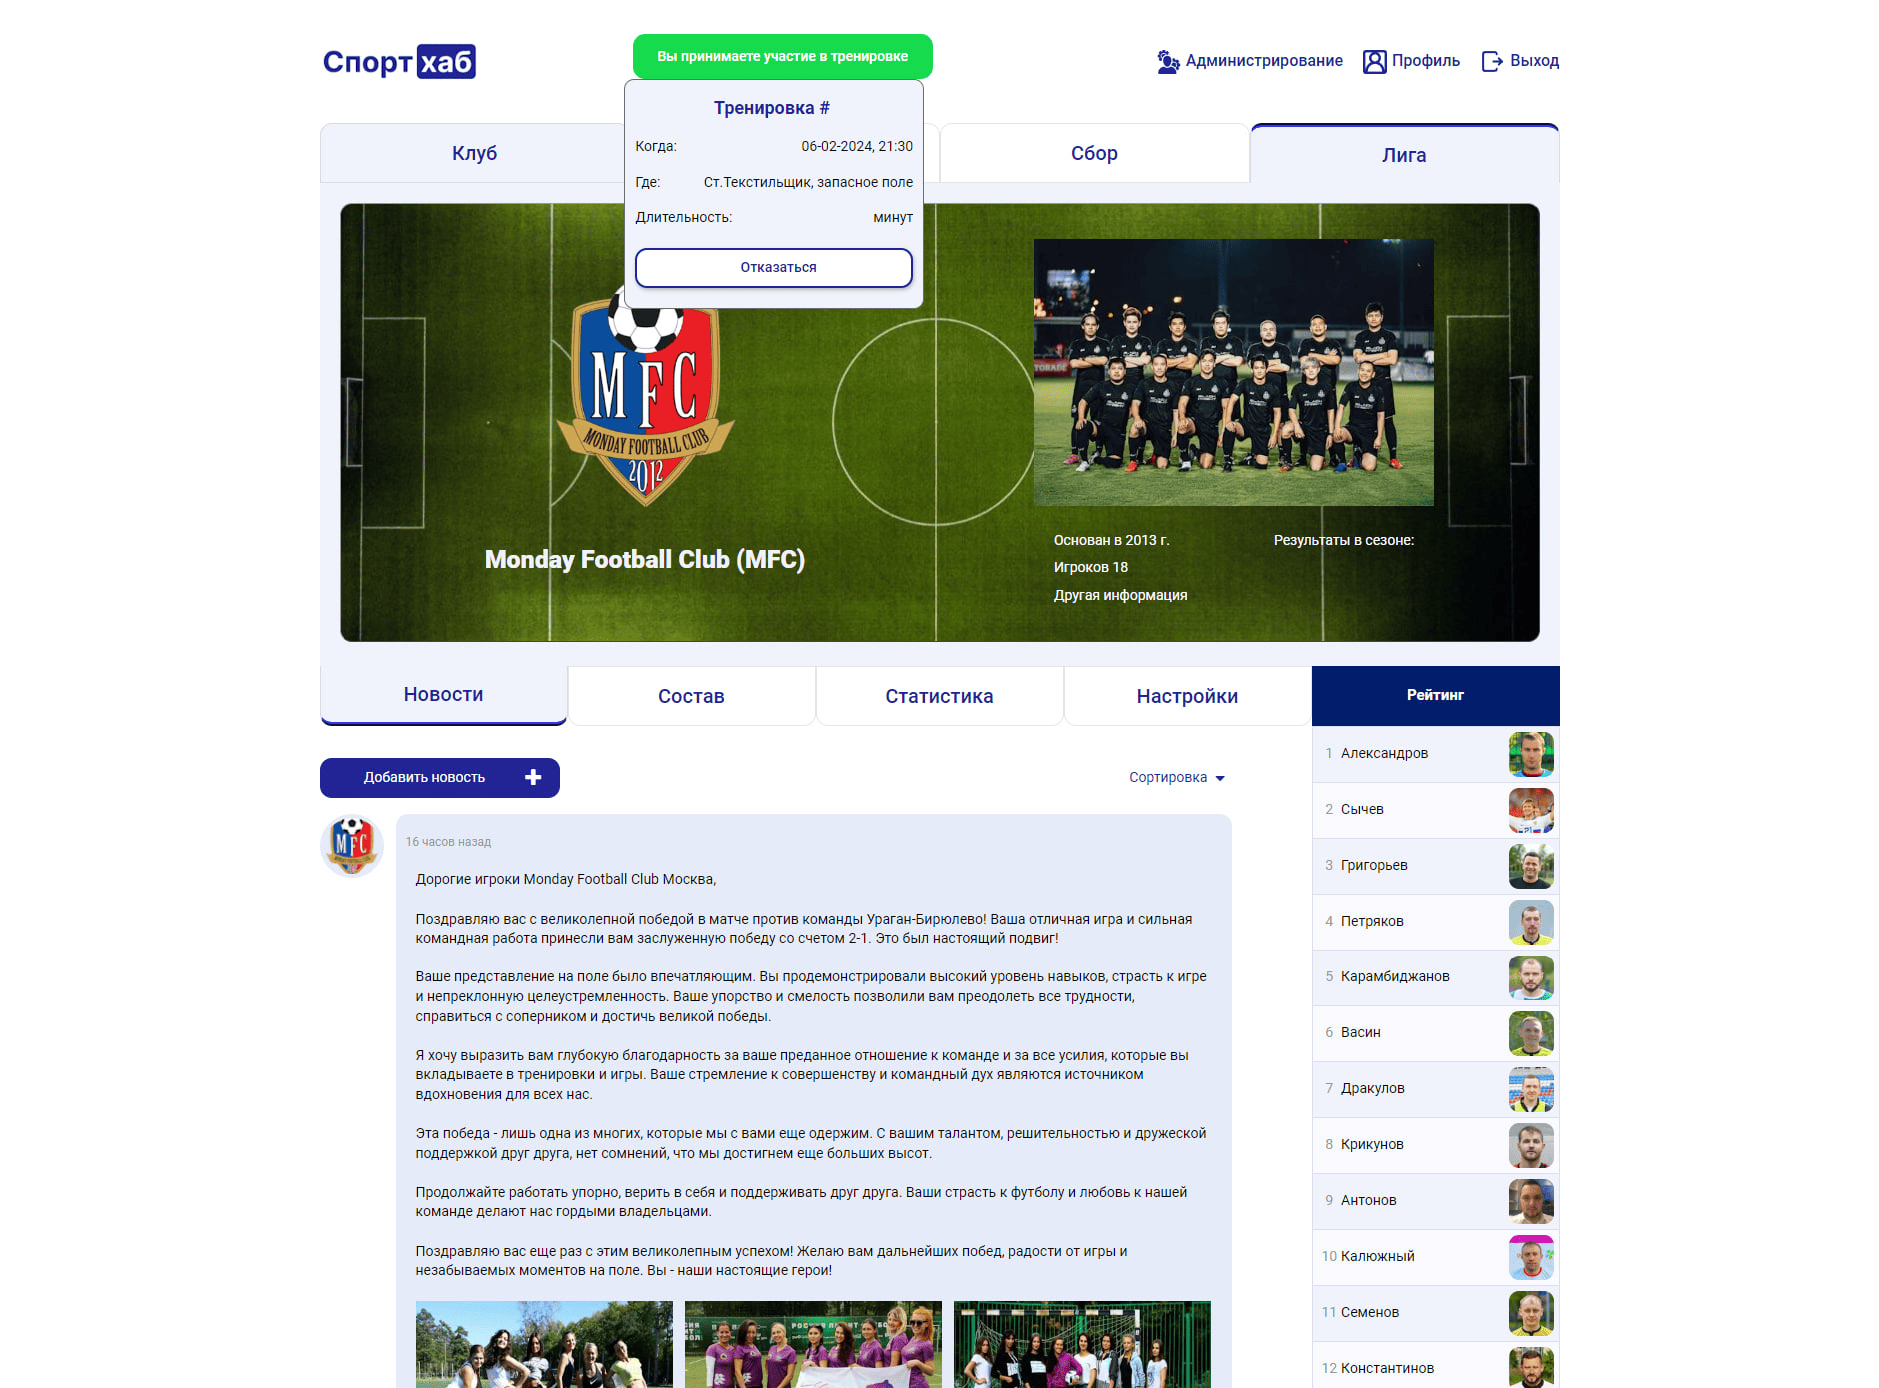 Спорт хаб
Вы принимаете участие в тренировке
Администрирование
Профиль
Выход
Тренировка #
Когда: 06-02-2024, 21:30
Где: Ст.Текстильщик, запасное поле
Длительность: минут
Отказаться
Клуб
Сбор
Лига
MFC
MONDAY FOOTBALL CLUB
2012
Monday Football Club (MFC)
Основан в 2013 г.
Игроков 18
Другая информация
Результаты в сезоне:
Новости
Состав
Статистика
Настройки
Рейтинг
Добавить новость
Сортировка
MFC
16 часов назад
Дорогие игроки Monday Football Club Москва,
Поздравляю вас с великолепной победой в матче против команды Ураган-Бирюлево! Ваша отличная игра и сильная
командная работа принесли вам заслуженную победу со счетом 2-1. Это был настоящий подвиг!
Ваше представление на поле было впечатляющим. Вы продемонстрировали высокий уровень навыков, страсть к игре
и непреклонную целеустремленность. Ваше упорство и смелость позволили вам преодолеть все трудности,
справиться с соперником и достичь великой победы.
Я хочу выразить вам глубокую благодарность за ваше преданное отношение к команде и за все усилия, которые вы
вкладываете в тренировки и игры. Ваше стремление к совершенству и командный дух являются источником
вдохновения для всех нас.
Эта победа - лишь одна из многих, которые мы с вами еще одержим. С вашим талантом, решительностью и дружеской
поддержкой друг друга, нет сомнений, что мы достигнем еще больших высот.
Продолжайте работать упорно, верить в себя и поддерживать друг друга. Ваши страсть к футболу и любовь к нашей
команде делают нас гордыми владельцами.
Поздравляю вас еще раз с этим великолепным успехом! Желаю вам дальнейших побед, радости от игры и
незабываемых моментов на поле. Вы - наши настоящие герои!
1 Александров
2 Сычев
3 Григорьев
4 Петряков
5 Карамбиджанов
6 Васин
7 Дракулов
8 Крикунов
9 Антонов
10 Калюжный
11 Семенов
12 Константинов